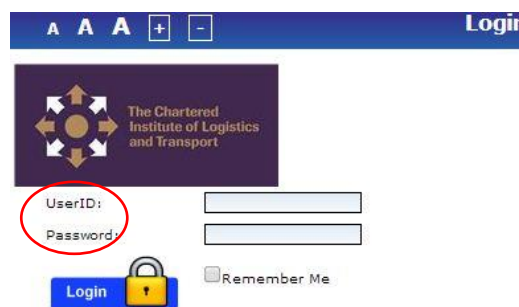 A A A + -
Login
The Chartered
Institute of Logistics
and Transport
UserID:
Password:
Remember Me
Login